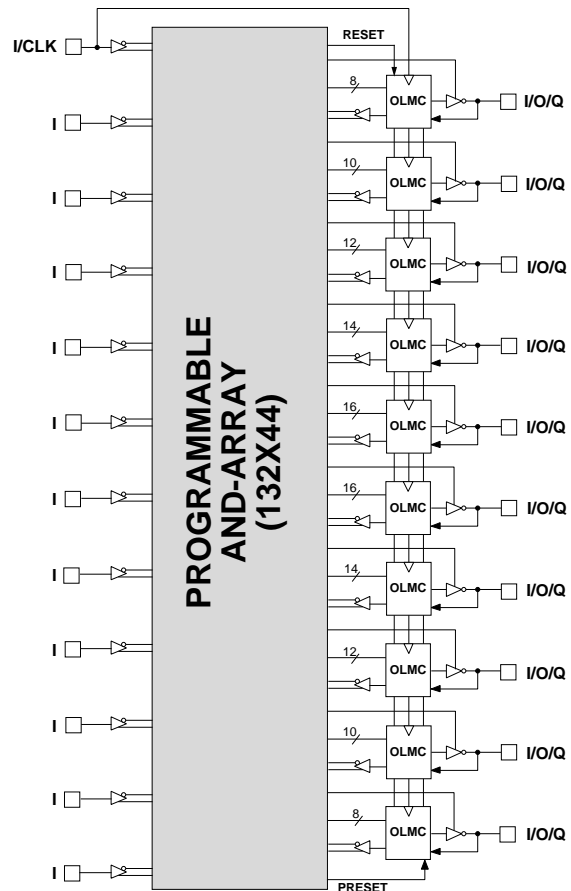 RESET
I/CLK
8
OLMC
I/O/Q
I
10
OLMC
I/O/Q
I
12
OLMC
I/O/Q
I
14
OLMC
I/O/Q
I
16
OLMC
I/O/Q
I
PROGRAMMABLE
AND-ARRAY
(132X44)
16
OLMC
I/O/Q
I
14
OLMC
I/O/Q
I
12
OLMC
I/O/Q
I
10
OLMC
I/O/Q
I
8
OLMC
I/O/Q
I
I
PRESET